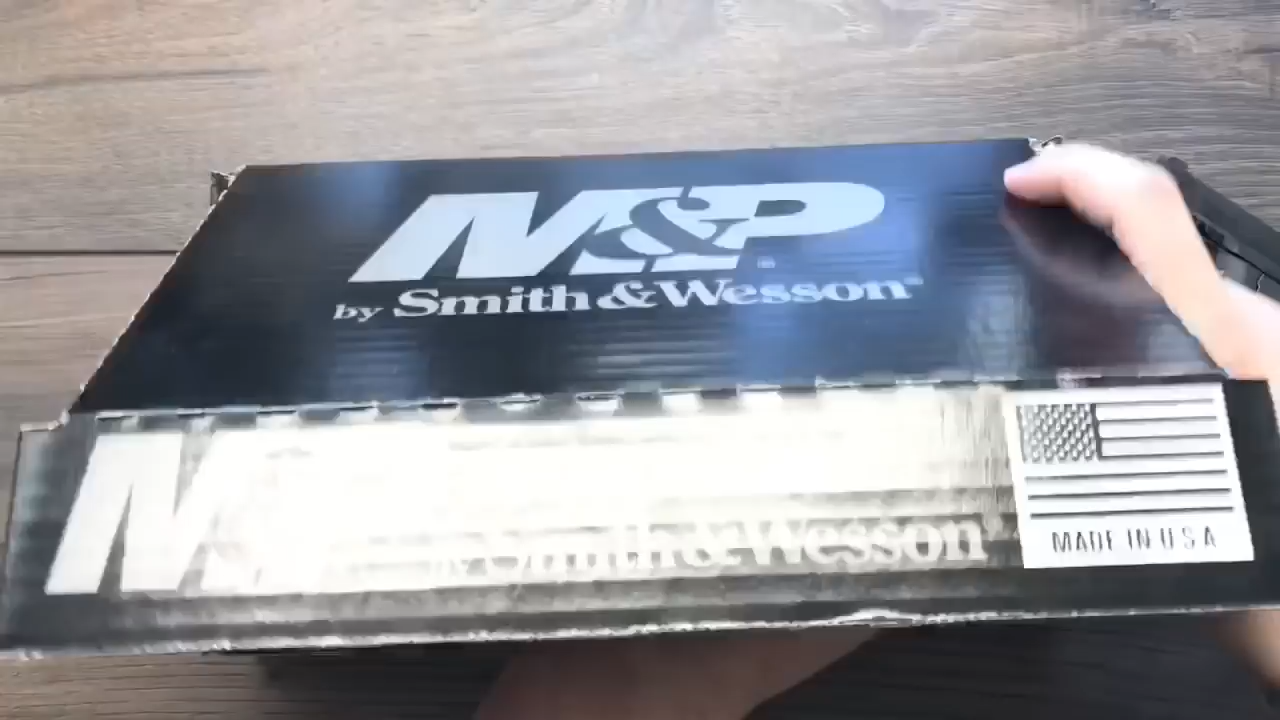 M&P
by Smith & Wesson
M
Smith & Wesson
MADE IN U.S.A